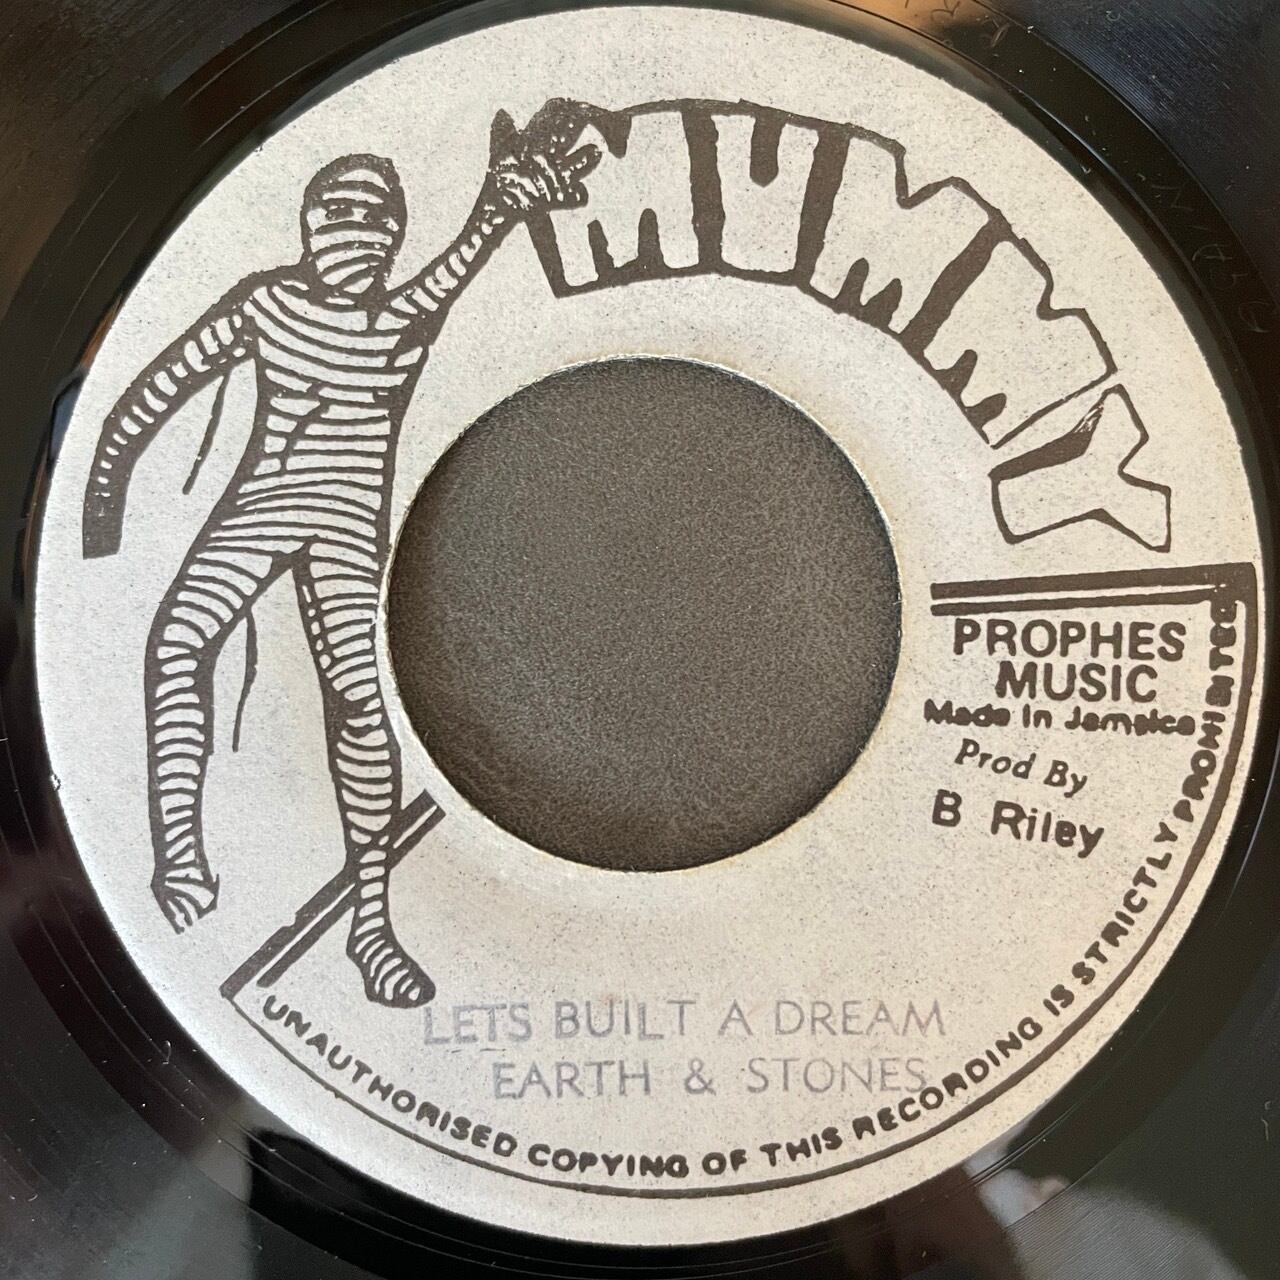 MUMMY
PROPHES
MUSIC
Made In Jamaica
Prod By
B Riley
LETS BUILT A DREAM
EARTH & STONES
UNAUTHORISED COPYING OF THIS RECORDING IS STRICTLY PROHIBITED